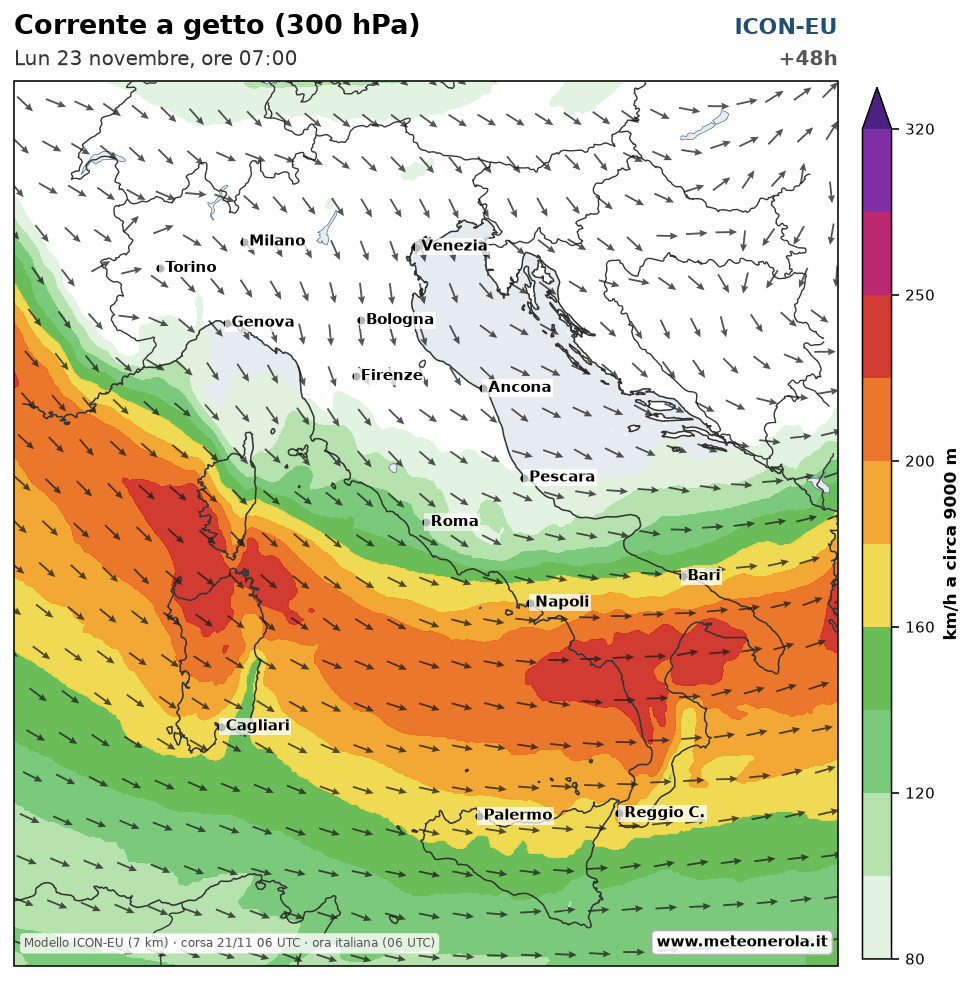 Corrente a getto (300 hPa)
ICON-EU
Lun 23 novembre, ore 07:00
+48h
Milano
Venezia
Torino
Genova
Bologna
Firenze
Ancona
Pescara
Roma
Bari
Napoli
Cagliari
Palermo
Reggio C.
320
250
200
160
120
80
km/h a circa 9000 m
Modello ICON-EU (7 km) · corsa 21/11 06 UTC · ora italiana (06 UTC)
www.meteonerola.it